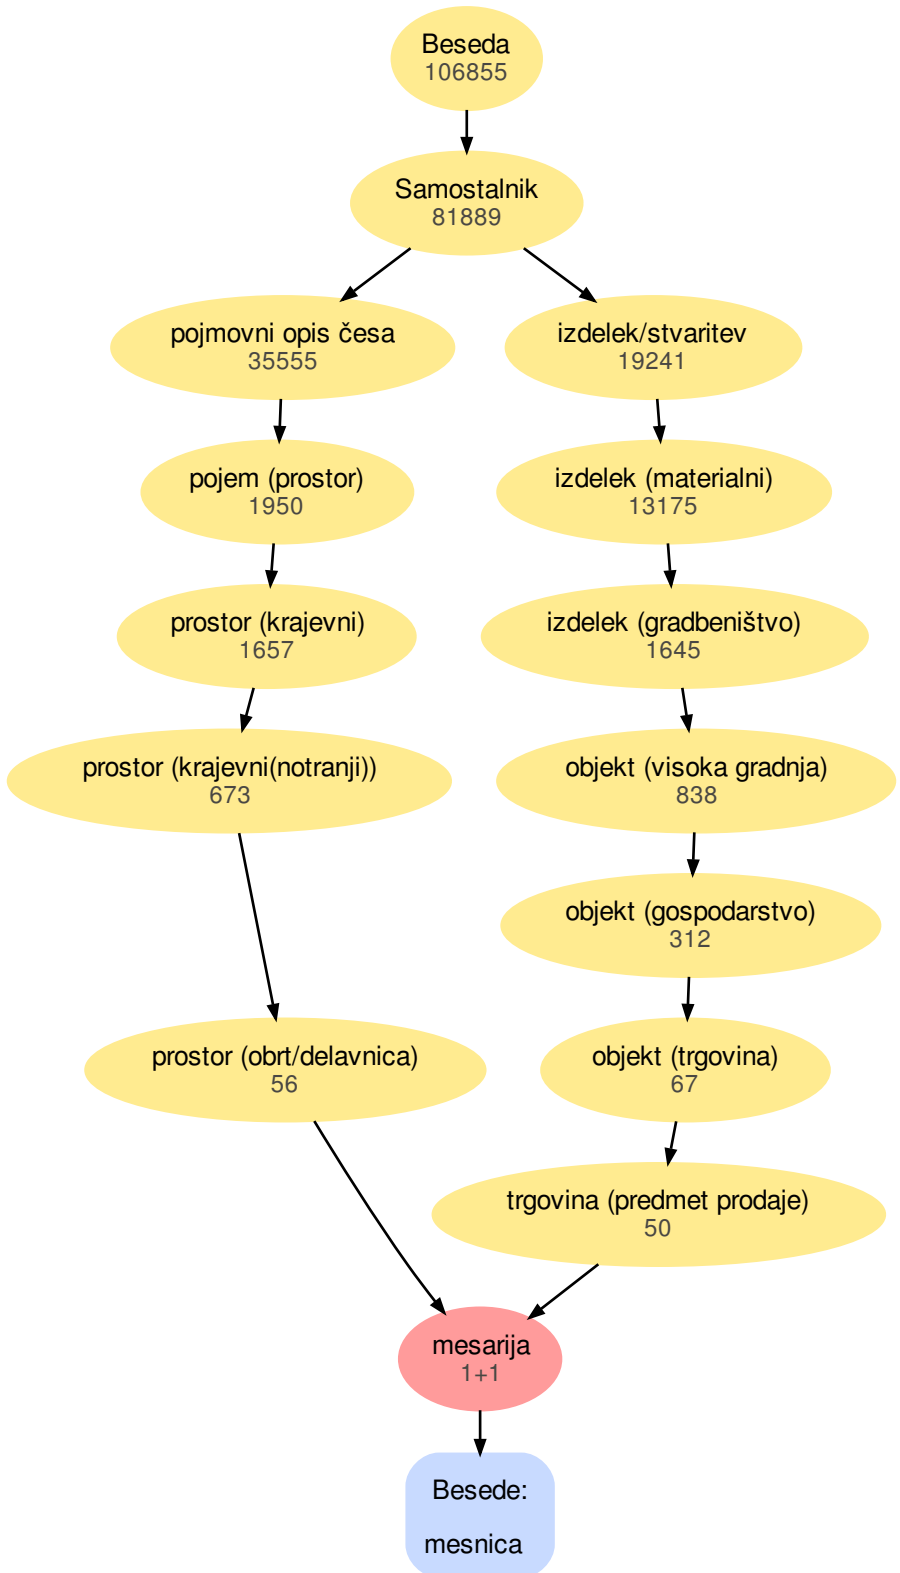 Beseda
106855
Samostalnik
81889
pojmovni opis česa
35555
izdelek/stvaritev
19241
pojem (prostor)
1950
izdelek (materialni)
13175
prostor (krajevni)
1657
izdelek (gradbeništvo)
1645
prostor (krajevni(notranji))
673
objekt (visoka gradnja)
838
objekt (gospodarstvo)
312
prostor (obrt/delavnica)
56
objekt (trgovina)
67
trgovina (predmet prodaje)
50
mesarija
1+1
Besede:
mesnica